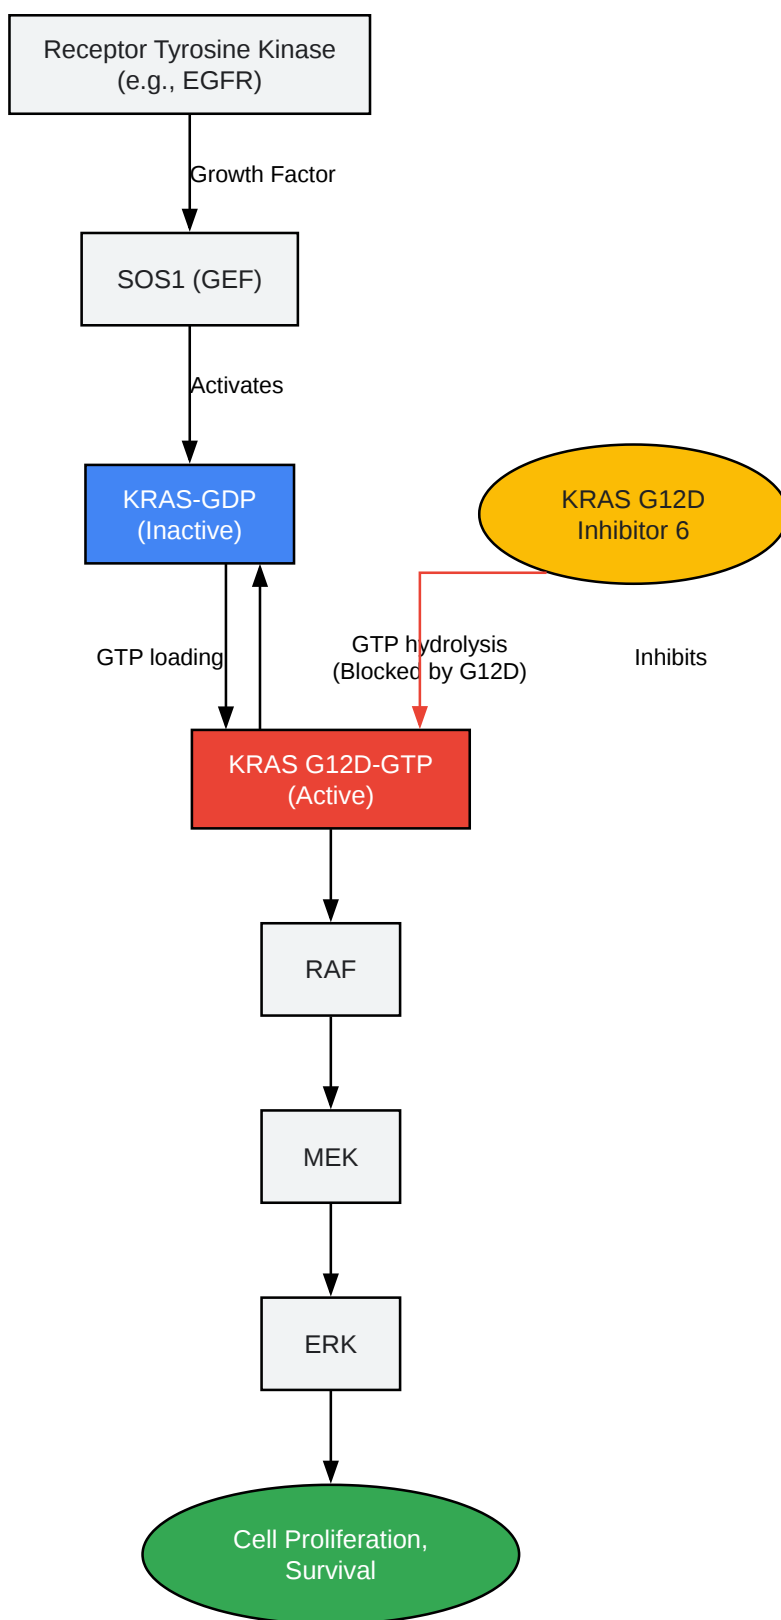 Receptor Tyrosine Kinase
(e.g., EGFR)
Growth Factor
SOS1 (GEF)
Activates
KRAS-GDP
(Inactive)
KRAS G12D
Inhibitor 6
GTP loading
GTP hydrolysis
(Blocked by G12D)
Inhibits
KRAS G12D-GTP
(Active)
RAF
MEK
ERK
Cell Proliferation,
Survival